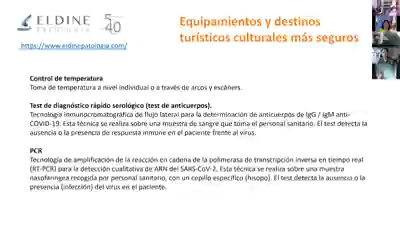 ELDINE
PATOLOGÍA
Equipamientos y destinos
turísticos culturales más seguros
https://www.eldinepatologia.com/
Control de temperatura
Toma de temperatura a nivel individual o a través de arcos y escáners.
Test de diagnóstico rápido serológico (test de anticuerpos).
Tecnología inmunocromatográfica de flujo lateral para la determinación de anticuerpos de IgG / IgM anti-
COVID-19. Esta técnica se realiza sobre una muestra de sangre que toma el personal sanitario. El test detecta la
ausencia o la presencia de respuesta inmune en el paciente frente al virus.
PCR
Tecnología de amplificación de la reacción en cadena de la polimerasa de transcripción inversa en tiempo real
(RT-PCR) para la detección cualitativa de ARN del SARS-CoV-2. Esta técnica se realiza sobre una muestra
nasofaríngea recogida por personal sanitario, con un cepillo específico (hisopo). El test detecta la ausencia o la
presencia (infección) del virus en el paciente.